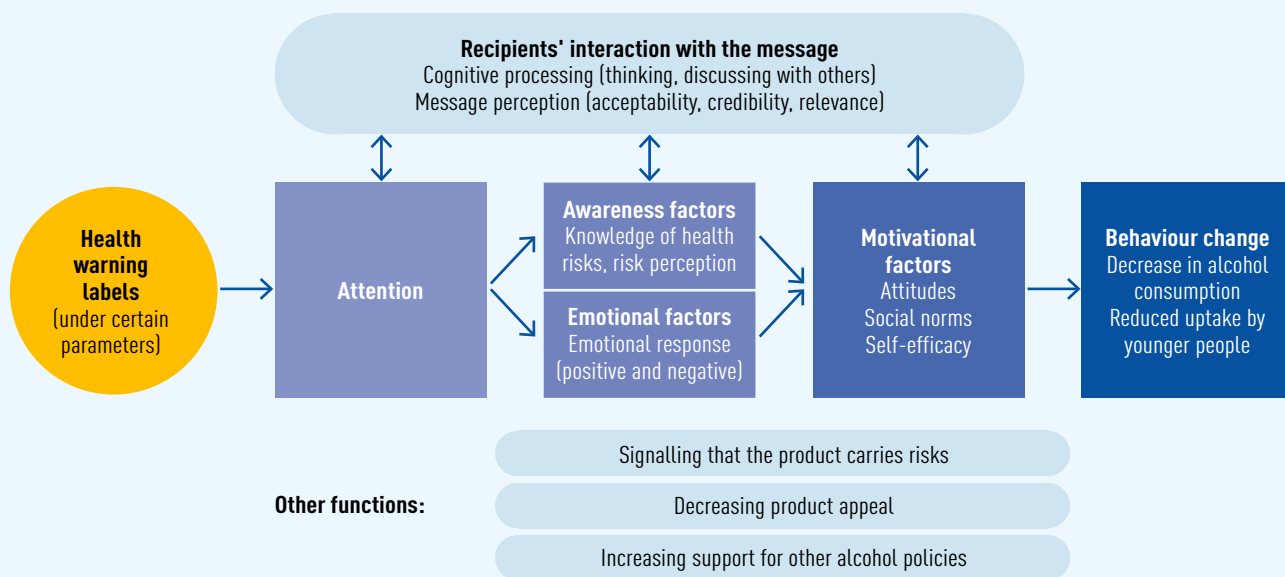 Recipients' interaction with the message
Cognitive processing (thinking, discussing with others)
Message perception (acceptability, credibility, relevance)
Health
warning
labels
(under certain
parameters)
Attention
Awareness factors
Knowledge of health
risks, risk perception
Emotional factors
Emotional response
(positive and negative)
Motivational
factors
Attitudes
Social norms
Self-efficacy
Behaviour change
Decrease in alcohol
consumption
Reduced uptake by
younger people
Other functions:
Signalling that the product carries risks
Decreasing product appeal
Increasing support for other alcohol policies